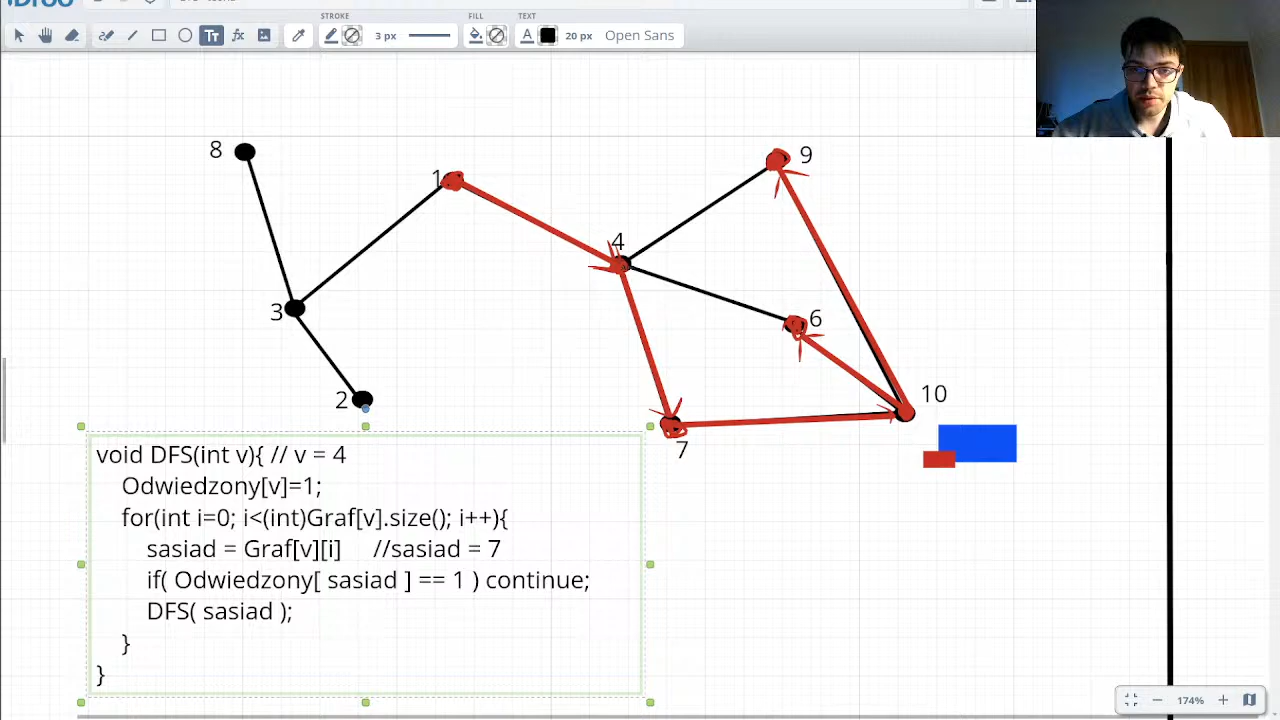 STROKE
FILL
TEXT
3 px
20 px
Open Sans
8
1
9
4
3
6
2
10
7
void DFS(int v){ // v = 4
Odwiedzony[v]=1;
for(int i=0; i<(int)Graf[v].size(); i++){
sasiad = Graf[v][i] //sasiad = 7
if( Odwiedzony[ sasiad ] == 1 ) continue;
DFS( sasiad );
}
}
174%